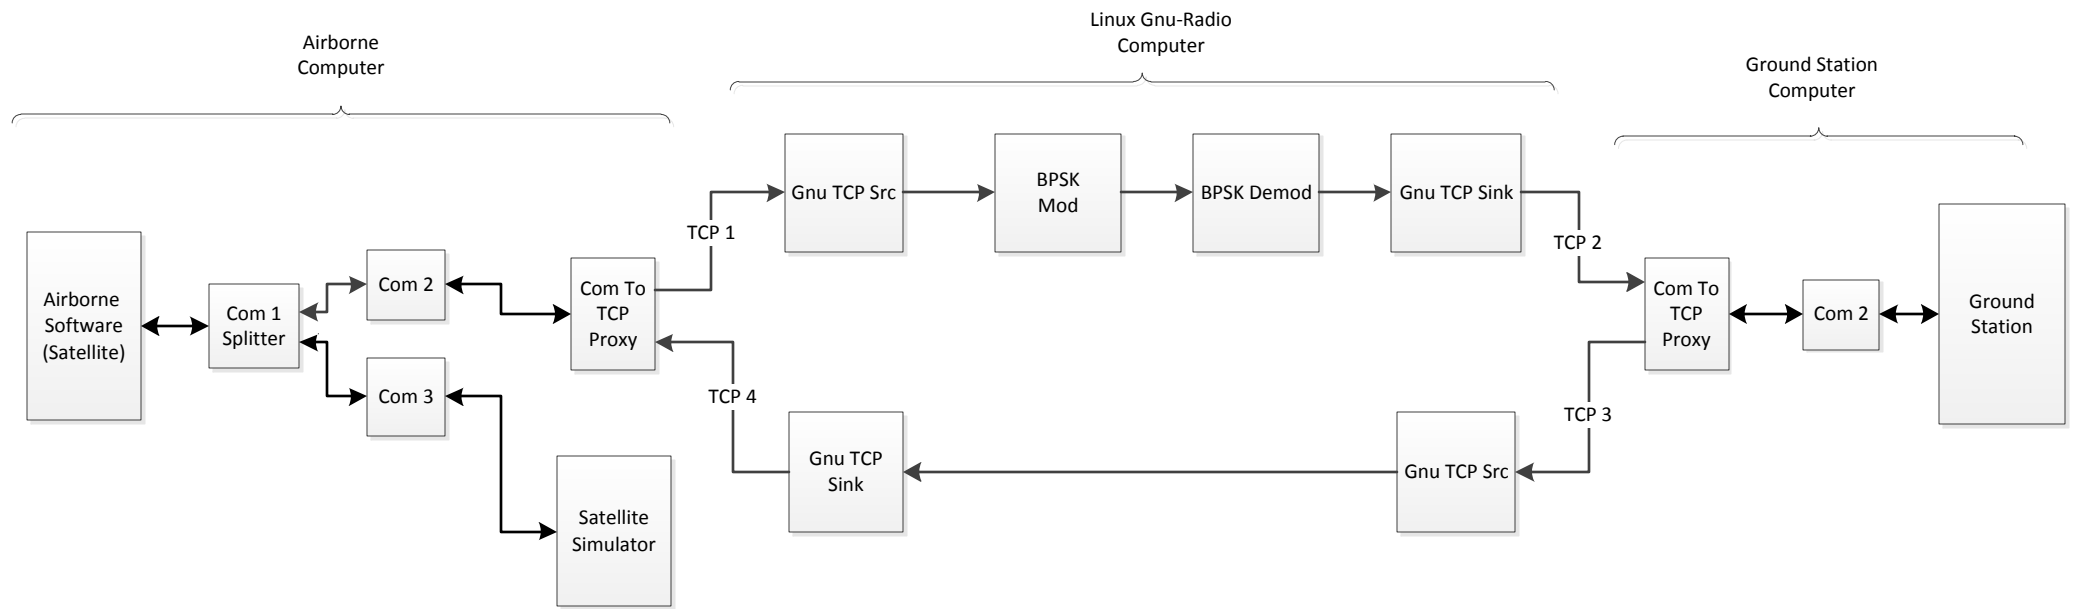 Airborne
Computer
Linux Gnu-Radio
Computer
Ground Station
Computer
Airborne
Software
(Satellite)
Com 1
Splitter
Com 2
Com 3
Com To
TCP
Proxy
Satellite
Simulator
TCP 1
Gnu TCP Src
BPSK
Mod
BPSK Demod
Gnu TCP Sink
TCP 2
Com To
TCP
Proxy
Com 2
Ground
Station
TCP 3
Gnu TCP Src
Gnu TCP
Sink
TCP 4